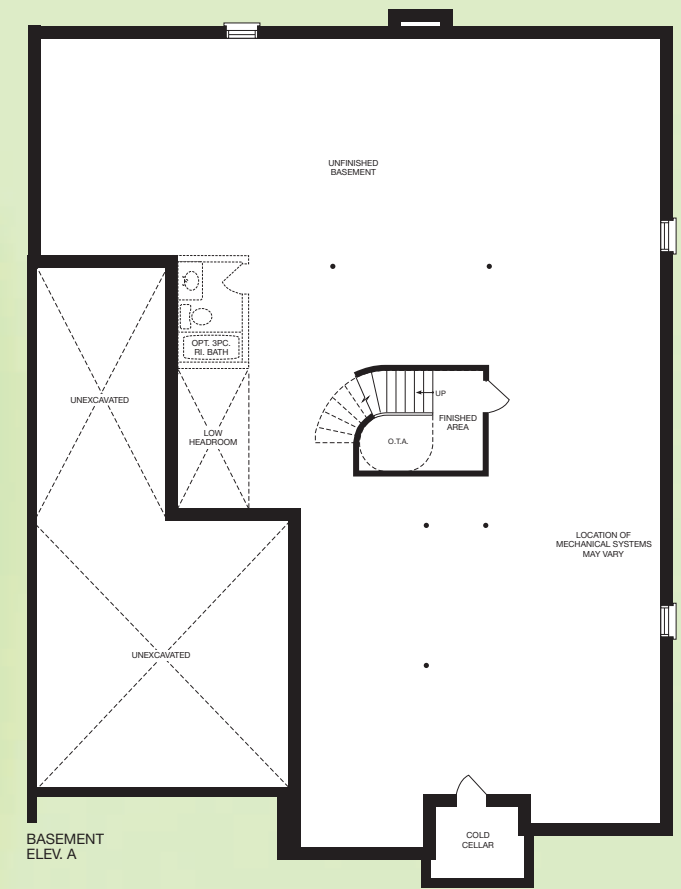 UNFINISHED
BASEMENT
OPT. 3PC.
RI. BATH
UNEXCAVATED
LOW
HEADROOM
UP
FINISHED
AREA
O.T.A.
LOCATION OF
MECHANICAL SYSTEMS
MAY VARY
UNEXCAVATED
COLD
CELLAR
BASEMENT
ELEV. A